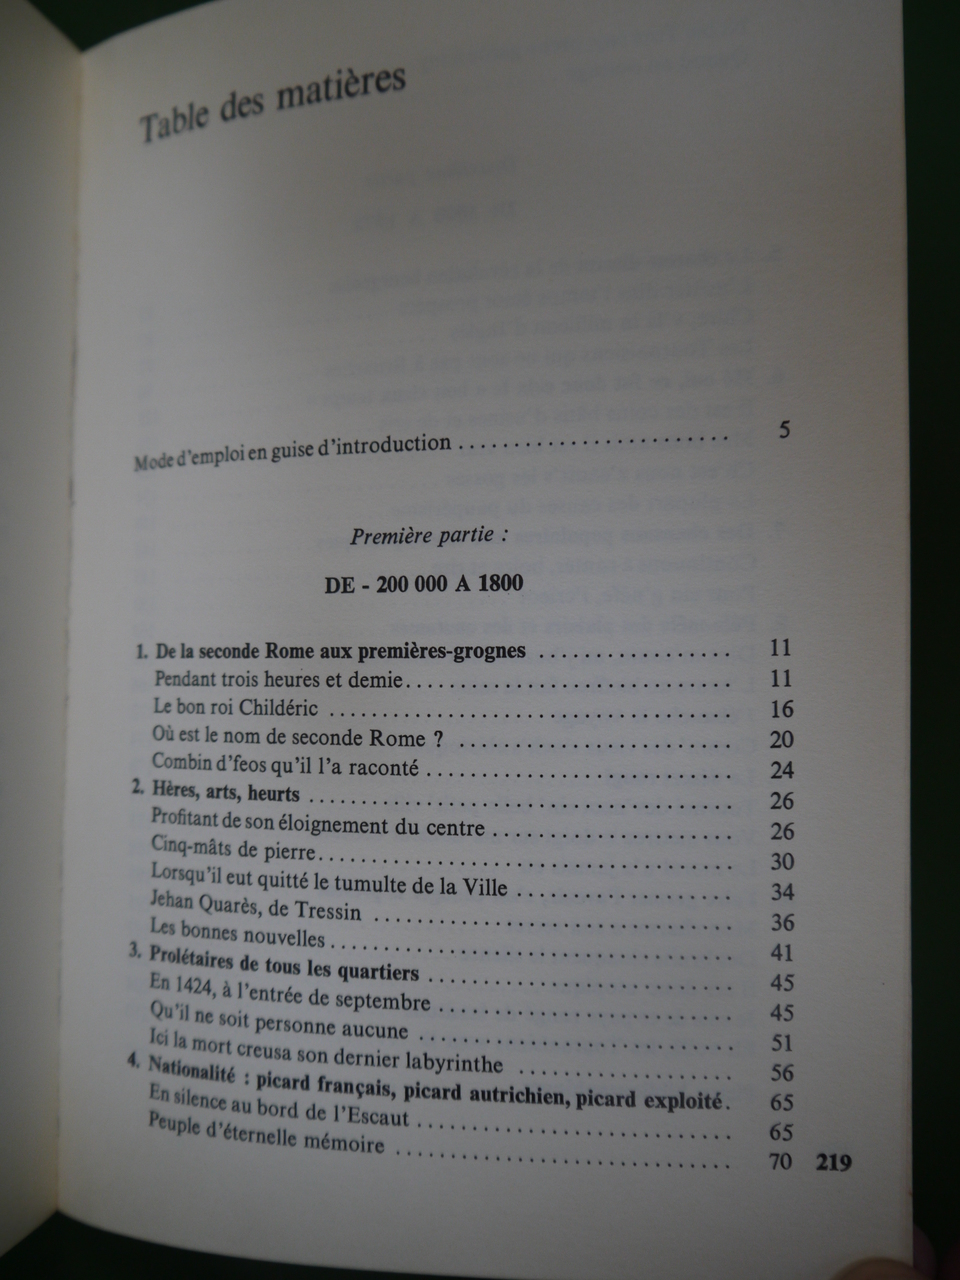 Table des matières
Mode d'emploi en guise d'introduction ........................ 5
Première partie :
DE - 200 000 A 1800
1. De la seconde Rome aux premières-grognes ................. 11
Pendant trois heures et demie ............................. 11
Le bon roi Childéric .................................... 16
Où est le nom de seconde Rome ? ........................ 20
Combin d'feos qu'il l'a raconté ........................... 24
2. Hères, arts, heurts ...................................... 26
Profitant de son éloignement du centre ..................... 26
Cinq-mâts de pierre ..................................... 30
Lorsqu'il eut quitté le tumulte de la Ville ................... 34
Jehan Quarès, de Tressin ................................ 36
Les bonnes nouvelles .................................... 41
3. Prolétaires de tous les quartiers ........................... 45
En 1424, à l'entrée de septembre .......................... 45
Qu'il ne soit personne aucune ............................ 51
Ici la mort creusa son dernier labyrinthe ................... 56
4. Nationalité : picard français, picard autrichien, picard exploité. 65
En silence au bord de l'Escaut ............................ 65
Peuple d'éternelle mémoire .............................. 70
219